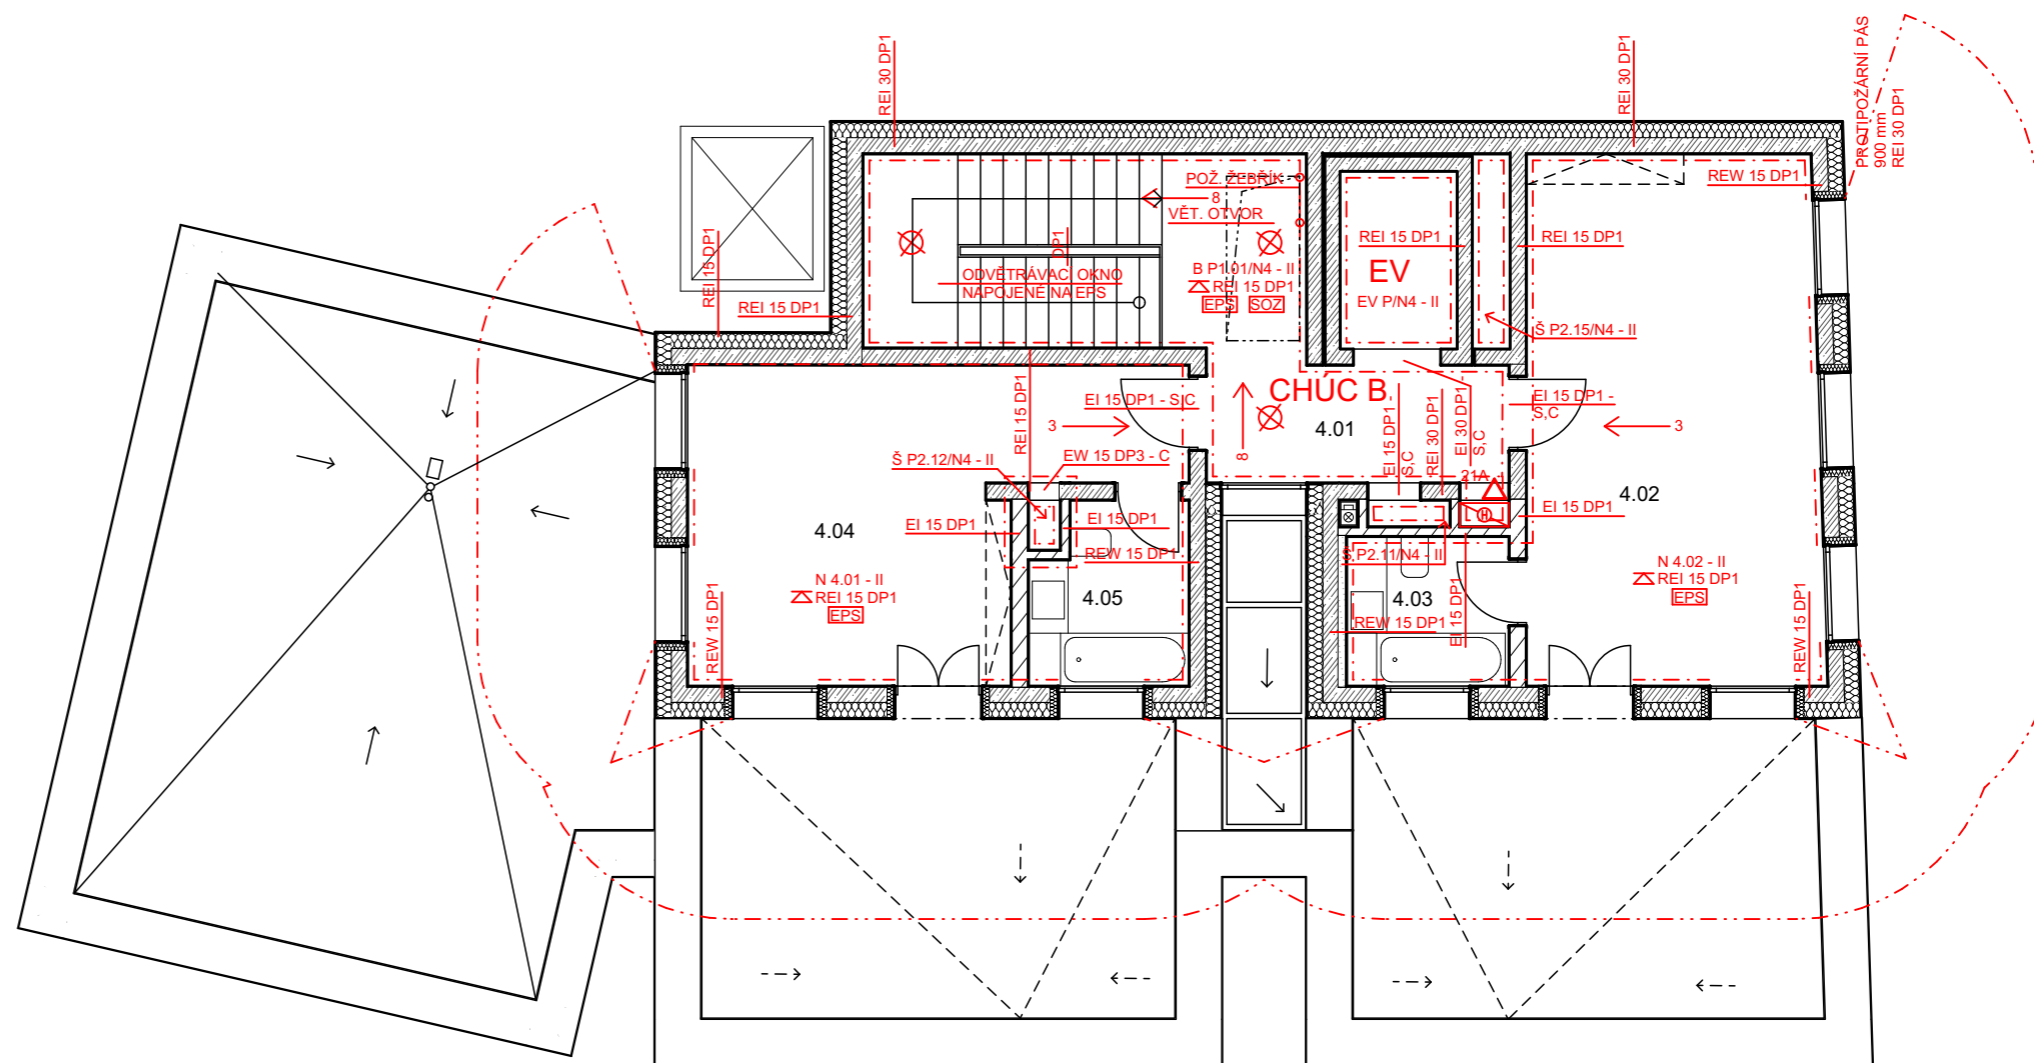 REI 30 DP1
REI 30 DP1
PROTIPOŽÁRNÍ PÁS
900 mm
REI 30 DP1
POŽ. ŽEBŘÍK
8
VĚT. OTVOR
REW 15 DP1
REI 15 DP1
DP1
ODVĚTRÁVACÍ OKNO
NAPOJENÉ NA EPS
REI 15 DP1
B P1.01/N4 - II
REI 15 DP1
EPS
SOZ
REI 15 DP1
EV
EV P/N4 - II
REI 15 DP1
Š P2.15/N4 - II
CHÚC B
4.01
8
REI 15 DP1
EI 15 DP1 - S,C
3
EI 15 DP1 -
S,C
3
EI 15 DP1
S,C
REI 30 DP1
EI 30 DP1
S,C
21A
H
Š P2.12/N4 - II
EW 15 DP3 - C
4.04
EI 15 DP1
EI 15 DP1
REW 15 DP1
4.02
EI 15 DP1
Š P2.11/N4 - II
N 4.01 - II
REI 15 DP1
EPS
4.05
4.03
REW 15 DP1
EI 15 DP1
N 4.02 - II
REI 15 DP1
EPS
REW 15 DP1
REW 15 DP1